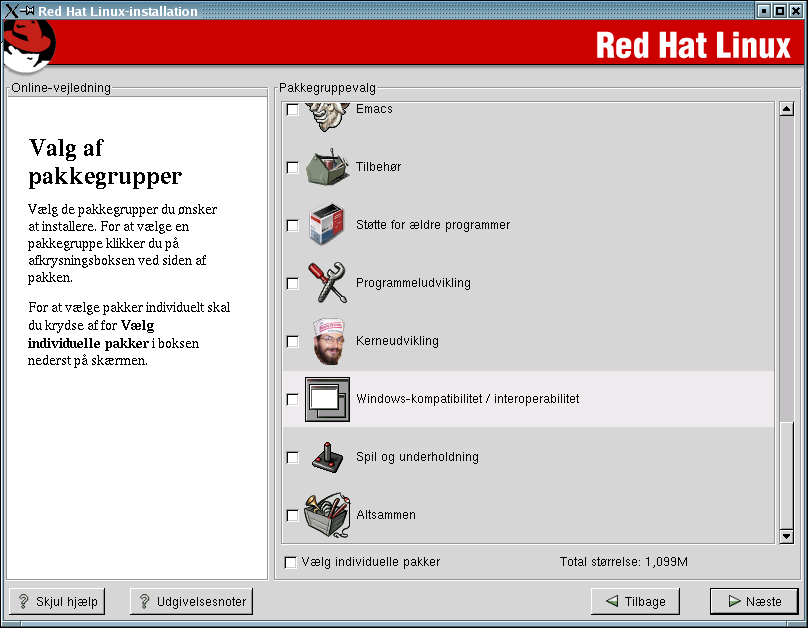 Red Hat Linux-installation
Red Hat Linux
Online-vejledning
Valg af
pakkegrupper
Vælg de pakkegrupper du ønsker
at installere. For at vælge en
pakkegruppe klikker du på
afkrysningsboksen ved siden af
pakken.
For at vælge pakker individuelt skal
du krydse af for Vælg
individuelle pakker i boksen
nederst på skærmen.
Pakkegruppevalg
Emacs
Tilbehør
Støtte for ældre programmer
Programmeludvikling
Kerneudvikling
Windows-kompatibilitet / interoperabilitet
Spil og underholdning
Altsammen
Vælg individuelle pakker
Total størrelse: 1,099M
Skjul hjælp
Udgivelsesnoter
Tilbage
Næste